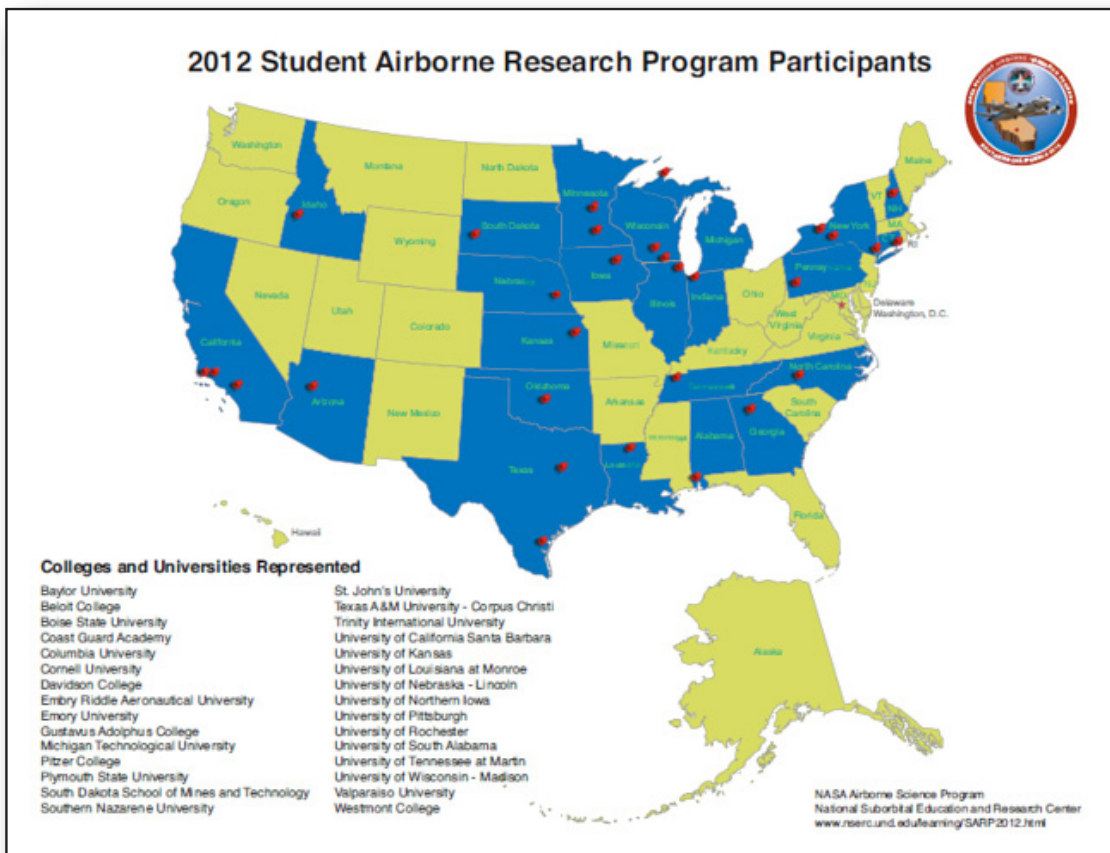 2012 Student Airborne Research Program Participants
Washington
Montana
North Dakota
Minnesota
Maine
VT
NH
Oregon
Idaho
South Dakota
Wisconsin
Michigan
New York
MA
RI
Wyoming
Iowa
Nebraska
Pennsylvania
Nevada
Utah
Colorado
Illinois
Indiana
Ohio
West
Virginia
Virginia
Delaware
Washington, D.C.
California
Kansas
Missouri
Kentucky
North Carolina
Arizona
New Mexico
Oklahoma
Arkansas
Tennessee
South
Carolina
Texas
Louisiana
Alabama
Georgia
Florida
Hawaii
Alaska
Colleges and Universities Represented
Baylor University
Beloit College
Boise State University
Coast Guard Academy
Columbia University
Cornell University
Davidson College
Embry Riddle Aeronautical University
Emory University
Gustavus Adolphus College
Michigan Technological University
Pitzer College
Plymouth State University
South Dakota School of Mines and Technology
Southern Nazarene University
St. John's University
Texas A&M University - Corpus Christi
Trinity International University
University of California Santa Barbara
University of Kansas
University of Louisiana at Monroe
University of Nebraska - Lincoln
University of Northern Iowa
University of Pittsburgh
University of Rochester
University of South Alabama
University of Tennessee at Martin
University of Wisconsin - Madison
Valparaiso University
Westmont College
NASA Airborne Science Program
National Suborbital Education and Research Center
www.nserc.und.edu/learning/SARP2012.html